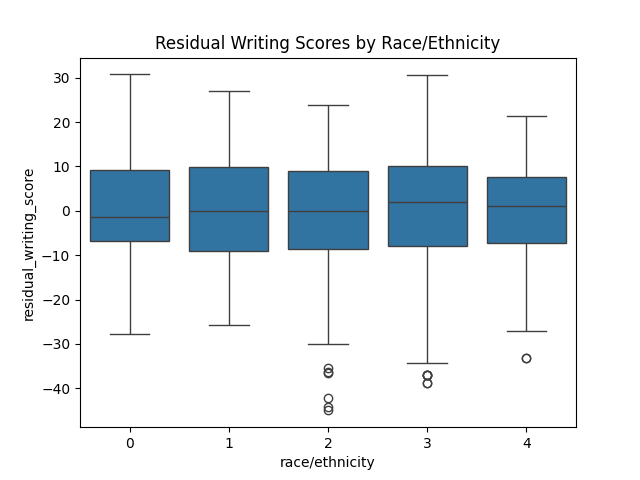 Residual Writing Scores by Race/Ethnicity
30
20
10
0
−10
−20
−30
−40
residual_writing_score
0 1 2 3 4
race/ethnicity